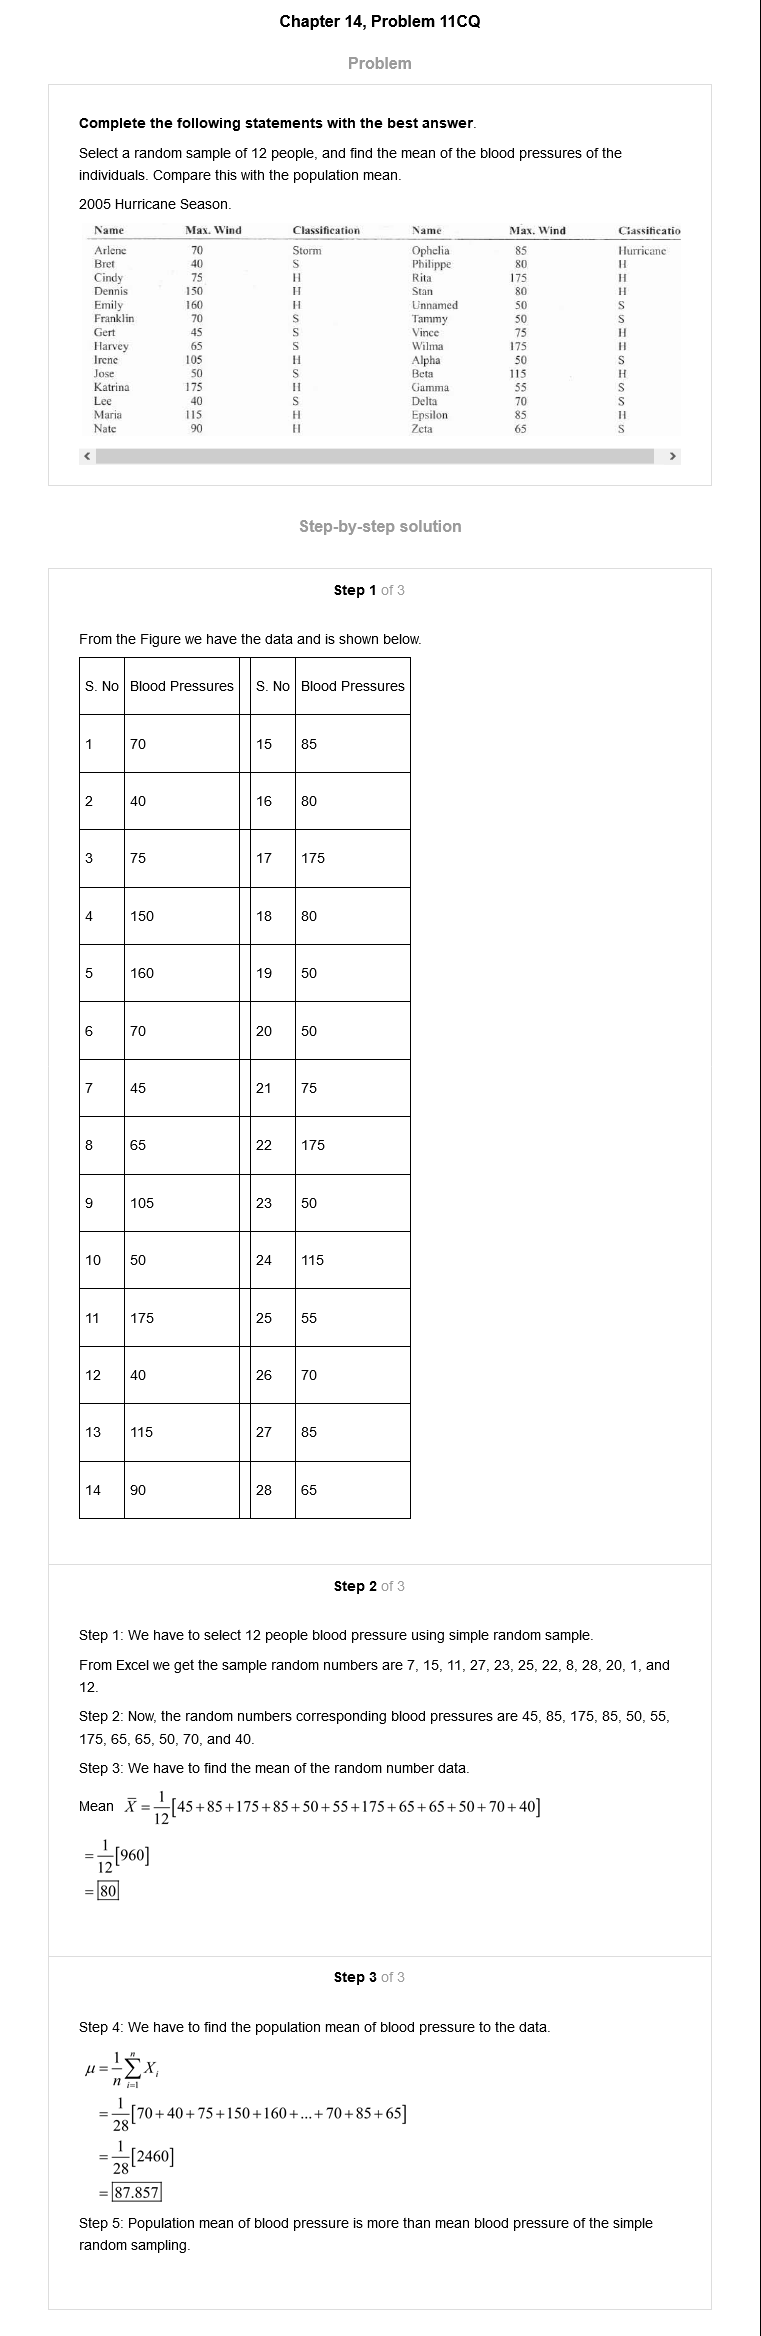 Chapter 14, Problem 11CQ
Problem
Complete the following statements with the best answer.
Select a random sample of 12 people, and find the mean of the blood pressures of the
individuals. Compare this with the population mean.
2005 Hurricane Season.
Name Max. Wind Classification Name Max. Wind Classificatio
Arlene 70 Storm Ophelia 85 Hurricane
Bret 40 S Philippe 80 H
Cindy 75 H Rita 175 H
Dennis 150 H Stan 80 H
Emily 160 H Unnamed 50 S
Franklin 70 S Tammy 50 S
Gert 45 S Vince 75 H
Harvey 65 S Wilma 175 H
Irene 105 H Alpha 50 S
Jose 50 S Beta 115 H
Katrina 175 H Gamma 55 S
Lee 40 S Delta 70 S
Maria 115 H Epsilon 85 H
Nate 90 H Zeta 65 S
Step-by-step solution
Step 1 of 3
From the Figure we have the data and is shown below.
S. No Blood Pressures S. No Blood Pressures
1 70 15 85
2 40 16 80
3 75 17 175
4 150 18 80
5 160 19 50
6 70 20 50
7 45 21 75
8 65 22 175
9 105 23 50
10 50 24 115
11 175 25 55
12 40 26 70
13 115 27 85
14 90 28 65
Step 2 of 3
Step 1: We have to select 12 people blood pressure using simple random sample.
From Excel we get the sample random numbers are 7, 15, 11, 27, 23, 25, 22, 8, 28, 20, 1, and
12.
Step 2: Now, the random numbers corresponding blood pressures are 45, 85, 175, 85, 50, 55,
175, 65, 65, 50, 70, and 40.
Step 3: We have to find the mean of the random number data.
Mean X̅ = 1/12 [45+85+175+85+50+55+175+65+65+50+70+40]
= 1/12 [960]
= 80
Step 3 of 3
Step 4: We have to find the population mean of blood pressure to the data.
μ = 1/n ∑ⁿᵢ₌₁ Xᵢ
= 1/28 [70+40+75+150+160+...+70+85+65]
= 1/28 [2460]
= 87.857
Step 5: Population mean of blood pressure is more than mean blood pressure of the simple
random sampling.